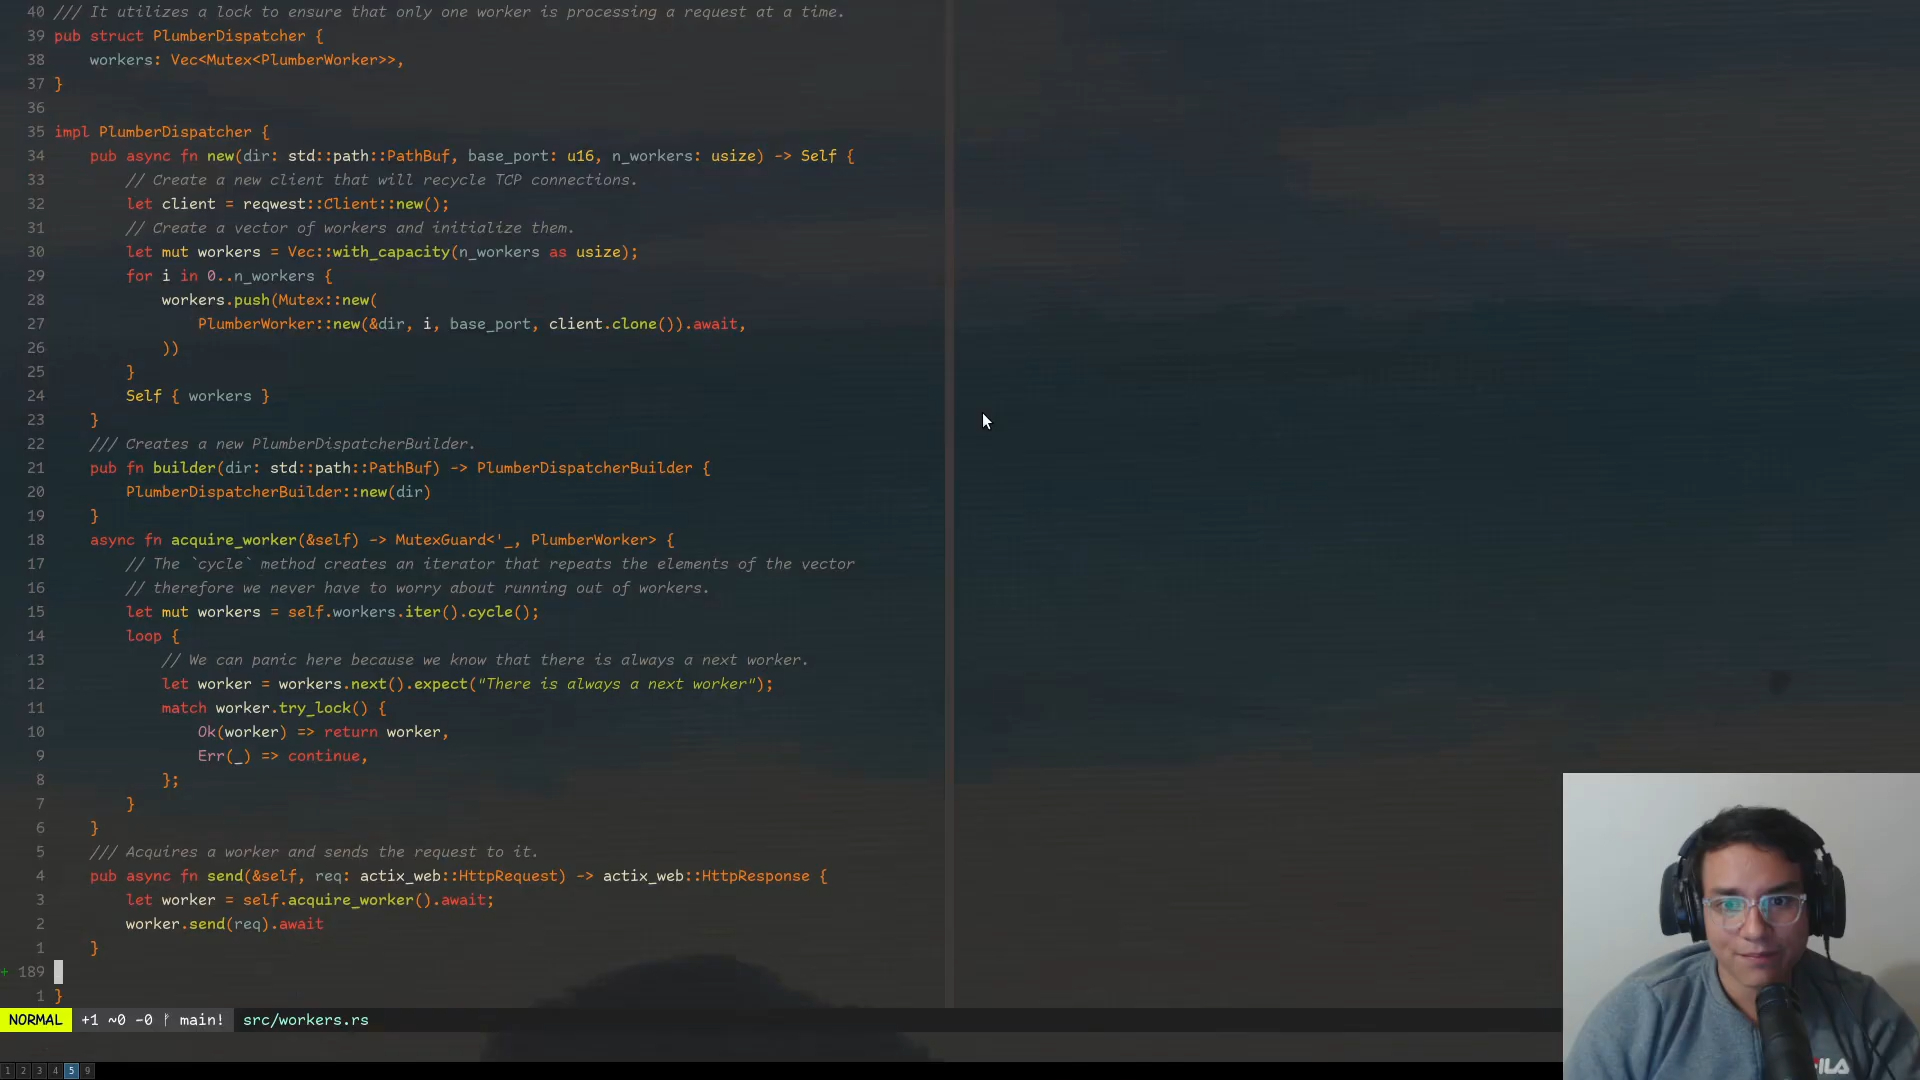 40 /// It utilizes a lock to ensure that only one worker is processing a request at a time.
39 pub struct PlumberDispatcher {
38     workers: Vec<Mutex<PlumberWorker>>,
37 }
36
35 impl PlumberDispatcher {
34     pub async fn new(dir: std::path::PathBuf, base_port: u16, n_workers: usize) -> Self {
33         // Create a new client that will recycle TCP connections.
32         let client = reqwest::Client::new();
31         // Create a vector of workers and initialize them.
30         let mut workers = Vec::with_capacity(n_workers as usize);
29         for i in 0..n_workers {
28             workers.push(Mutex::new(
27                 PlumberWorker::new(&dir, i, base_port, client.clone()).await,
26             ))
25         }
24         Self { workers }
23     }
22     /// Creates a new PlumberDispatcherBuilder.
21     pub fn builder(dir: std::path::PathBuf) -> PlumberDispatcherBuilder {
20         PlumberDispatcherBuilder::new(dir)
19     }
18     async fn acquire_worker(&self) -> MutexGuard<'_, PlumberWorker> {
17         // The `cycle` method creates an iterator that repeats the elements of the vector
16         // therefore we never have to worry about running out of workers.
15         let mut workers = self.workers.iter().cycle();
14         loop {
13             // We can panic here because we know that there is always a next worker.
12             let worker = workers.next().expect("There is always a next worker");
11             match worker.try_lock() {
10                 Ok(worker) => return worker,
9                 Err(_) => continue,
8             };
7         }
6     }
5     /// Acquires a worker and sends the request to it.
4     pub async fn send(&self, req: actix_web::HttpRequest) -> actix_web::HttpResponse {
3         let worker = self.acquire_worker().await;
2         worker.send(req).await
1     }
+ 189
1 }
NORMAL +1 ~0 -0 ᚠ main! src/workers.rs
1 2 3 4 5 9